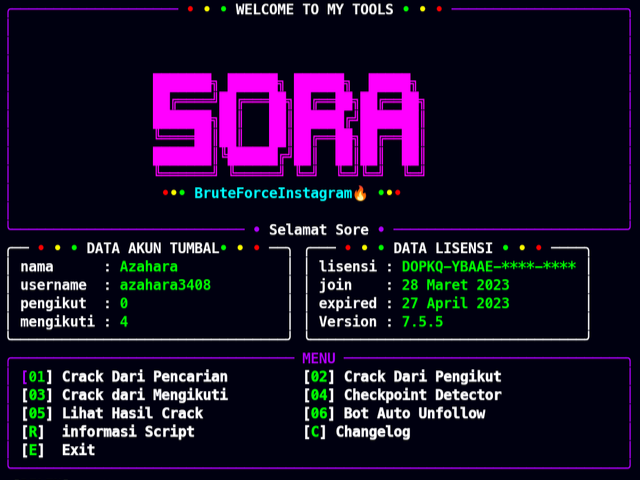 WELCOME TO MY TOOLS
SORA
BruteForceInstagram🔥
Selamat Sore
DATA AKUN TUMBAL
nama : Azahara
username : azahara3408
pengikut : 0
mengikuti : 4
DATA LISENSI
lisensi : DOPKQ-YBAAE-****-****
join : 28 Maret 2023
expired : 27 April 2023
Version : 7.5.5
MENU
[01] Crack Dari Pencarian
[02] Crack Dari Pengikut
[03] Crack dari Mengikuti
[04] Checkpoint Detector
[05] Lihat Hasil Crack
[06] Bot Auto Unfollow
[R] informasi Script
[C] Changelog
[E] Exit